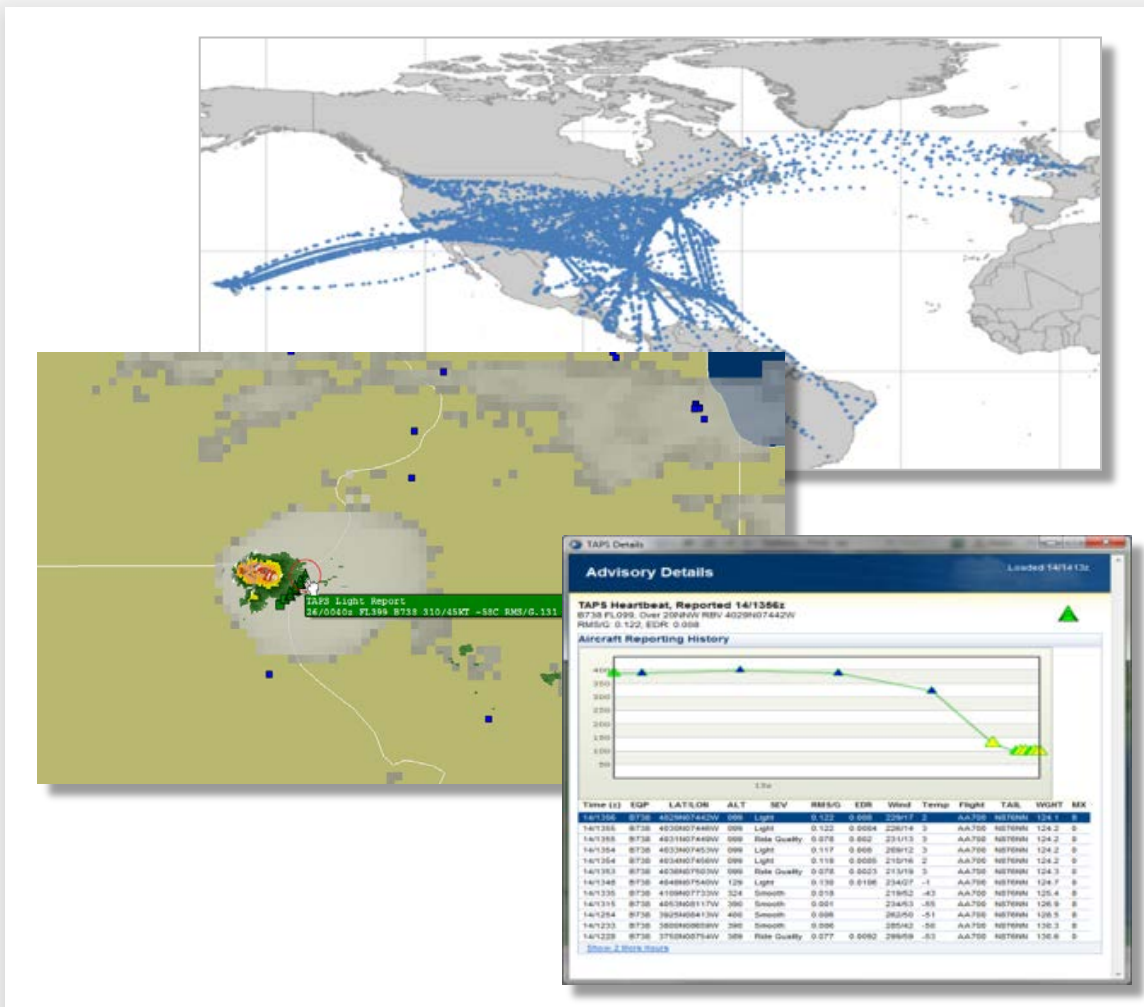 TAPS Light Report
26/0040z FL399 B738 310/45KT -58C RMS/G.131
TAPS Details
Advisory Details
Loaded 14/1413z
TAPS Heartbeat, Reported 14/1356z
B738 FL099, Over 20NNW RBV 4029N07442W
RMS/G: 0.122, EDR: 0.008
Aircraft Reporting History
400
350
300
250
200
150
100
50
13z
Time (z) EQP LAT/LON ALT SEV RMS/G EDR Wind Temp Flight TAIL WGHT MX
14/1356 B738 4029N07442W 099 Light 0.122 0.008 229/17 2 AA700 N876NN 124.1 0
14/1355 B738 4030N07446W 099 Light 0.122 0.0084 226/14 3 AA700 N876NN 124.2 0
14/1355 B738 4031N07449W 099 Ride Quality 0.078 0.002 231/13 3 AA700 N876NN 124.2 0
14/1354 B738 4033N07453W 099 Light 0.117 0.008 209/12 3 AA700 N876NN 124.2 0
14/1354 B738 4034N07456W 099 Light 0.118 0.0085 210/16 2 AA700 N876NN 124.2 0
14/1353 B738 4036N07503W 099 Ride Quality 0.078 0.0023 213/19 3 AA700 N876NN 124.3 0
14/1348 B738 4048N07540W 129 Light 0.130 0.0106 234/27 -1 AA700 N876NN 124.7 0
14/1335 B738 4109N07733W 324 Smooth 0.018 219/52 -43 AA700 N876NN 125.4 0
14/1315 B738 4053N08117W 390 Smooth 0.001 234/53 -55 AA700 N876NN 126.9 0
14/1254 B738 3925N08413W 400 Smooth 0.006 262/50 -51 AA700 N876NN 128.5 0
14/1233 B738 390 Smooth 0.006 285/42 -50 AA700 N876NN 130.3 0
14/1228 B738 3750N08754W 389 Ride Quality 0.077 0.0092 299/59 -53 AA700 N876NN 130.6 0
Show 2 More Hours